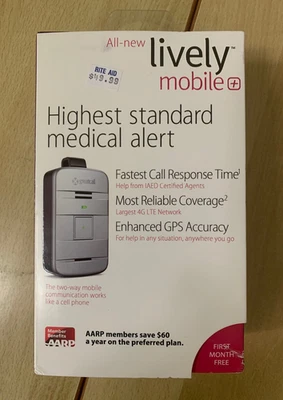 All-new
lively™
mobile+
RITE AID
$49.99
Highest standard
medical alert
Fastest Call Response Time¹
Help from IAED Certified Agents
Most Reliable Coverage²
Largest 4G LTE Network
Enhanced GPS Accuracy
For help in any situation, anywhere you go
The two-way mobile
communication works
like a cell phone
Member
Benefits
AARP
AARP members save $60
a year on the preferred plan.
FIRST
MONTH
FREE